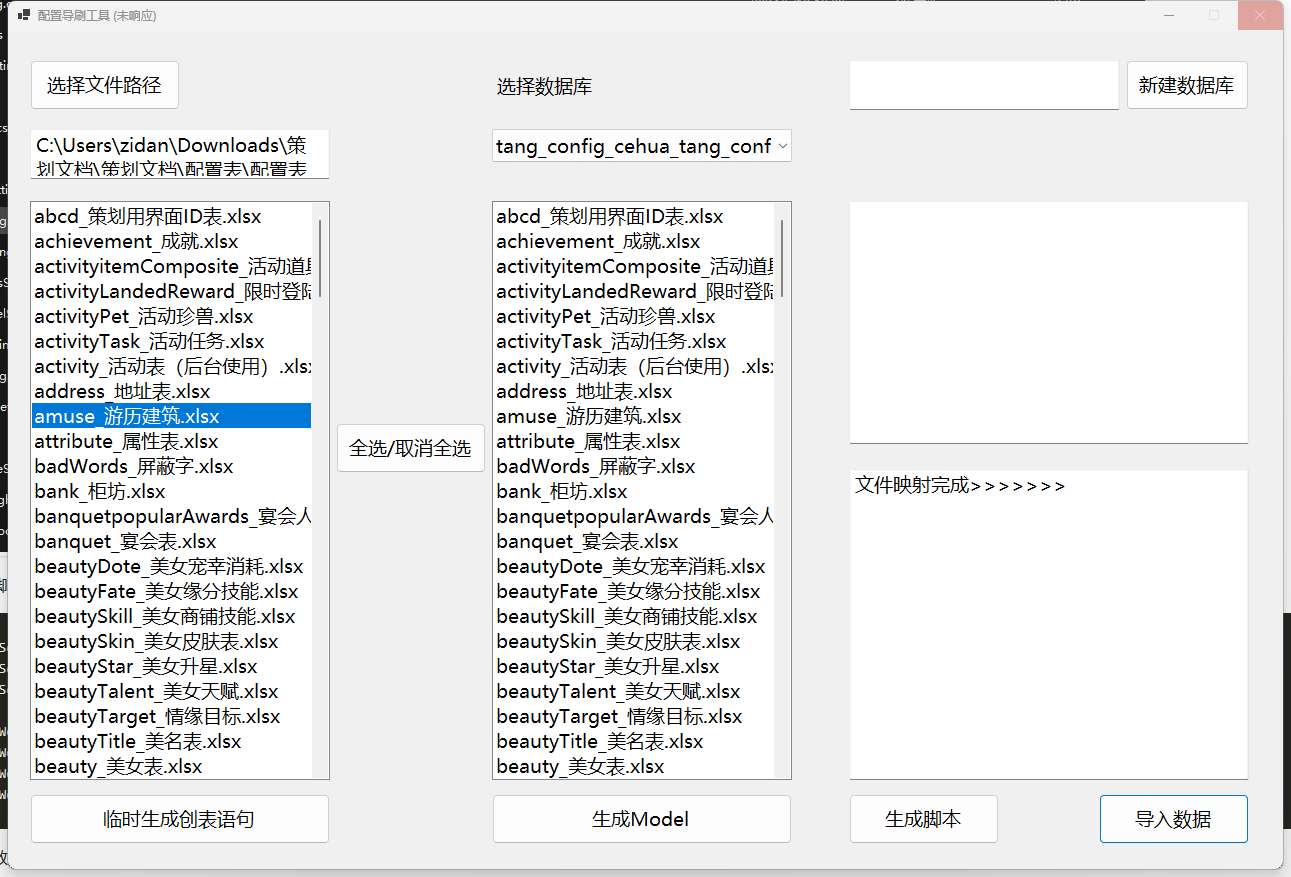 配置导刷工具 (未响应)
选择文件路径
选择数据库
新建数据库
C:\Users\zidan\Downloads\策
划文档\策划文档\配置表\配置表
tang_config_cehua_tang_conf
abcd_策划用界面ID表.xlsx
achievement_成就.xlsx
activityitemComposite_活动道具
activityLandedReward_限时登陆
activityPet_活动珍兽.xlsx
activityTask_活动任务.xlsx
activity_活动表（后台使用）.xlsx
address_地址表.xlsx
amuse_游历建筑.xlsx
attribute_属性表.xlsx
badWords_屏蔽字.xlsx
bank_柜坊.xlsx
banquetpopularAwards_宴会人
banquet_宴会表.xlsx
beautyDote_美女宠幸消耗.xlsx
beautyFate_美女缘分技能.xlsx
beautySkill_美女商铺技能.xlsx
beautySkin_美女皮肤表.xlsx
beautyStar_美女升星.xlsx
beautyTalent_美女天赋.xlsx
beautyTarget_情缘目标.xlsx
beautyTitle_美名表.xlsx
beauty_美女表.xlsx
全选/取消全选
abcd_策划用界面ID表.xlsx
achievement_成就.xlsx
activityitemComposite_活动道具
activityLandedReward_限时登陆
activityPet_活动珍兽.xlsx
activityTask_活动任务.xlsx
activity_活动表（后台使用）.xlsx
address_地址表.xlsx
amuse_游历建筑.xlsx
attribute_属性表.xlsx
badWords_屏蔽字.xlsx
bank_柜坊.xlsx
banquetpopularAwards_宴会人
banquet_宴会表.xlsx
beautyDote_美女宠幸消耗.xlsx
beautyFate_美女缘分技能.xlsx
beautySkill_美女商铺技能.xlsx
beautySkin_美女皮肤表.xlsx
beautyStar_美女升星.xlsx
beautyTalent_美女天赋.xlsx
beautyTarget_情缘目标.xlsx
beautyTitle_美名表.xlsx
beauty_美女表.xlsx
文件映射完成>>>>>>>
临时生成创表语句
生成Model
生成脚本
导入数据